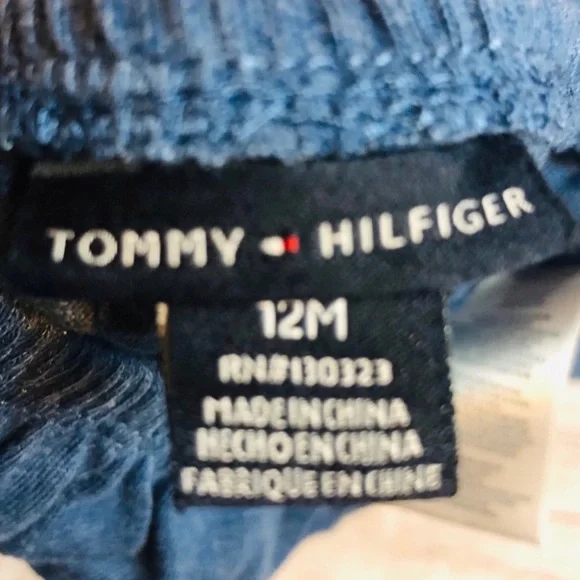 TOMMY HILFIGER
12M
RN#130323
MADE IN CHINA
HECHO EN CHINA
FABRIQUE EN CHINE